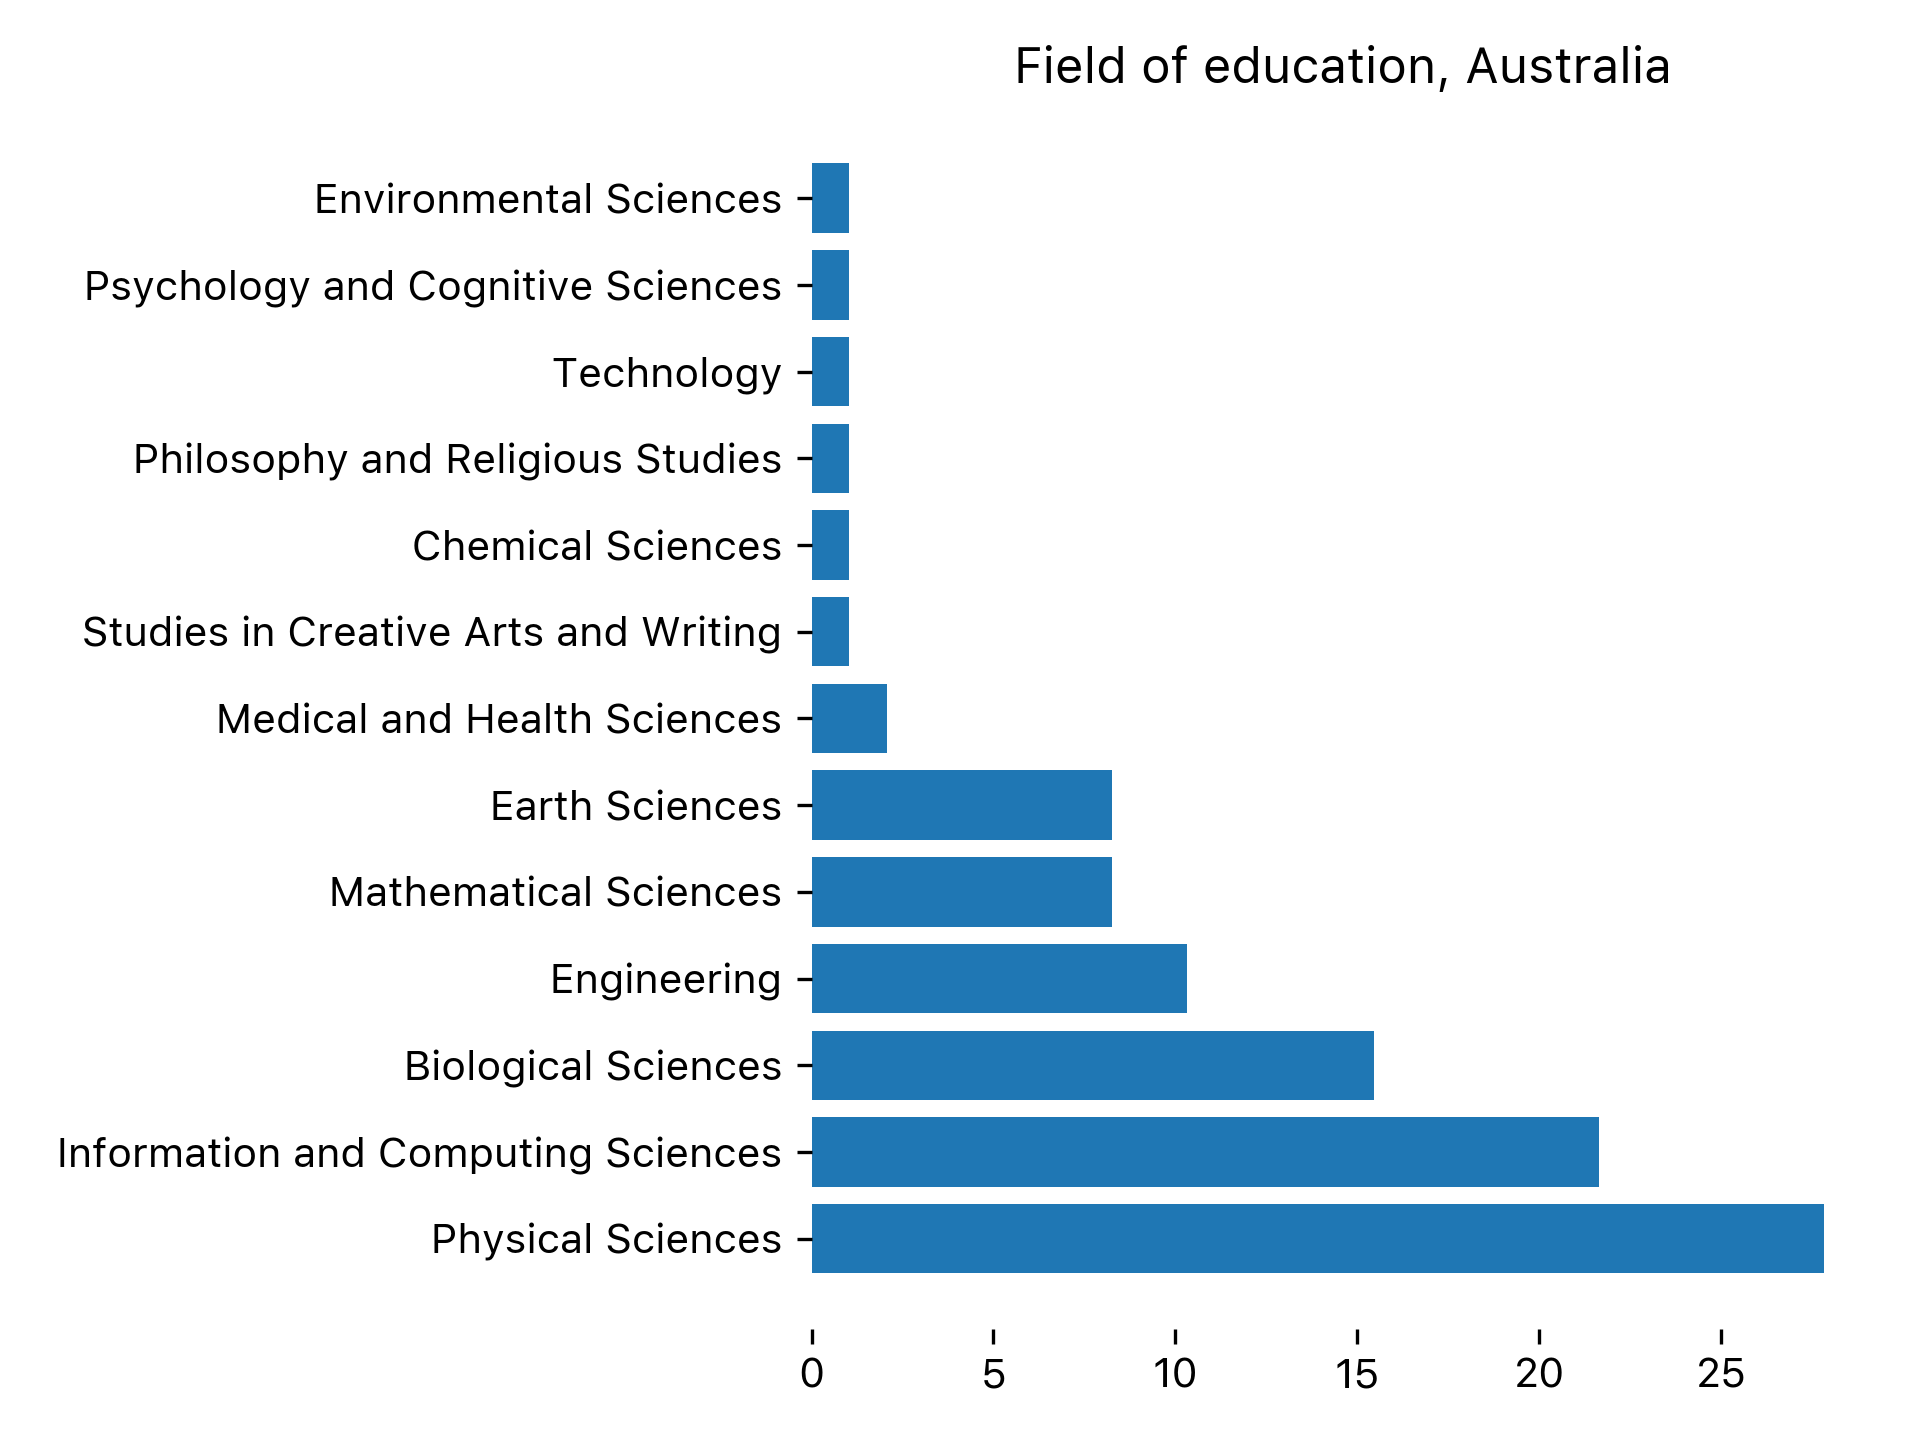 Field of education, Australia
Environmental Sciences
Psychology and Cognitive Sciences
Technology
Philosophy and Religious Studies
Chemical Sciences
Studies in Creative Arts and Writing
Medical and Health Sciences
Earth Sciences
Mathematical Sciences
Engineering
Biological Sciences
Information and Computing Sciences
Physical Sciences
0 5 10 15 20 25